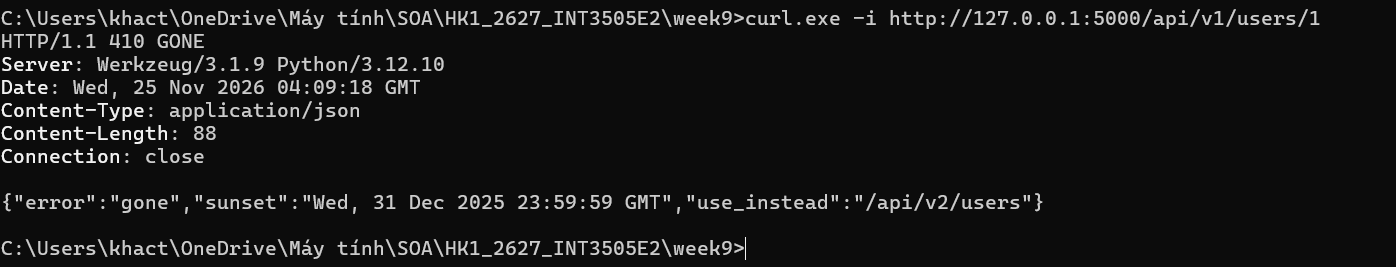 C:\Users\khact\OneDrive\Máy tính\SOA\HK1_2627_INT3505E2\week9>curl.exe -i http://127.0.0.1:5000/api/v1/users/1
HTTP/1.1 410 GONE
Server: Werkzeug/3.1.9 Python/3.12.10
Date: Wed, 25 Nov 2026 04:09:18 GMT
Content-Type: application/json
Content-Length: 88
Connection: close
{"error":"gone","sunset":"Wed, 31 Dec 2025 23:59:59 GMT","use_instead":"/api/v2/users"}
C:\Users\khact\OneDrive\Máy tính\SOA\HK1_2627_INT3505E2\week9>